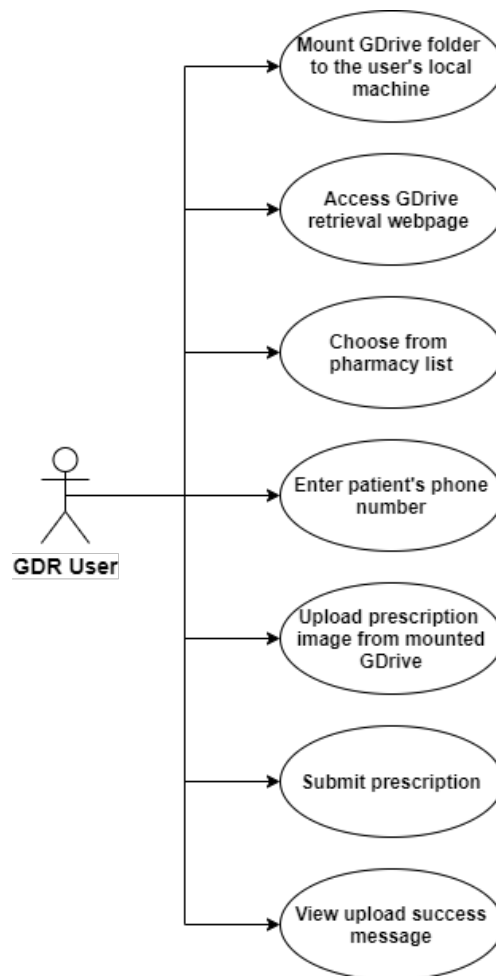 Mount GDrive folder
to the user's local
machine
Access GDrive
retrieval webpage
Choose from
pharmacy list
Enter patient's phone
number
GDR User
Upload prescription
image from mounted
GDrive
Submit prescription
View upload success
message